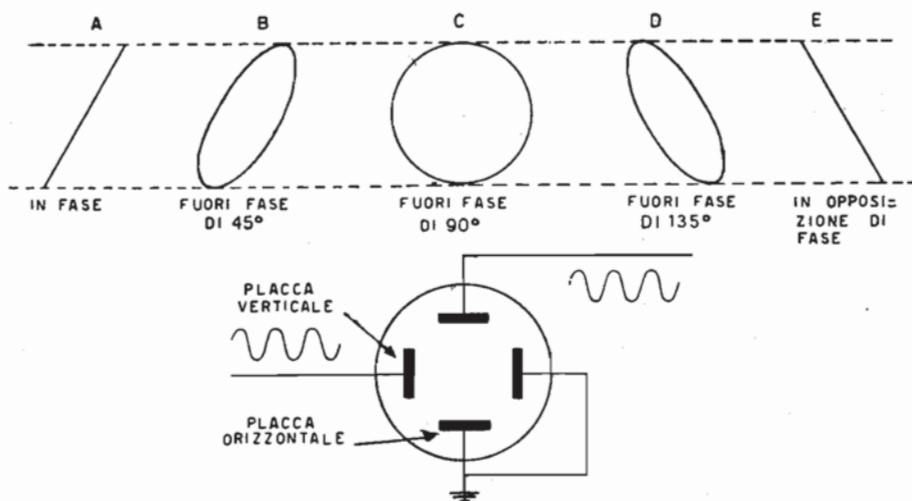 A B C D E
IN FASE
FUORI FASE
DI 45°
FUORI FASE
DI 90°
FUORI FASE
DI 135°
IN OPPOSI=
ZIONE DI
FASE
PLACCA
VERTICALE
PLACCA
ORIZZONTALE